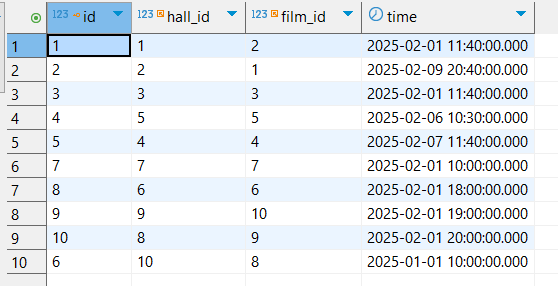 123 id 123 hall_id 123 film_id time
1 1 1 2 2025-02-01 11:40:00.000
2 2 2 1 2025-02-09 20:40:00.000
3 3 3 3 2025-02-01 11:40:00.000
4 4 5 5 2025-02-06 10:30:00.000
5 5 4 4 2025-02-07 11:40:00.000
6 7 7 7 2025-02-01 10:00:00.000
7 8 6 6 2025-02-01 18:00:00.000
8 9 9 10 2025-02-01 19:00:00.000
9 10 8 9 2025-02-01 20:00:00.000
10 6 10 8 2025-01-01 10:00:00.000